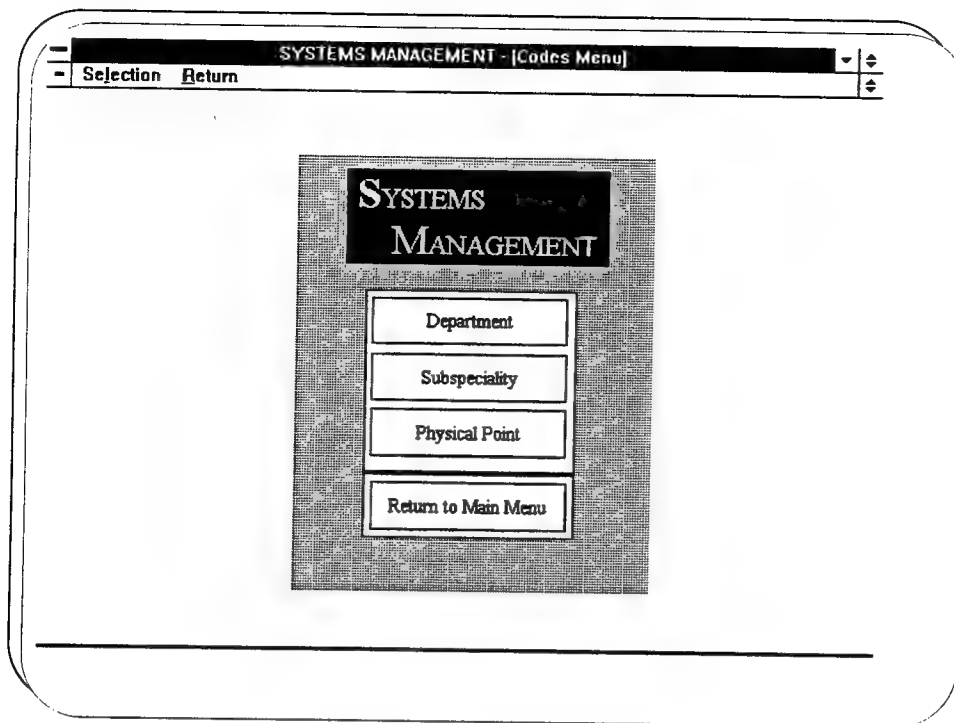 SYSTEMS MANAGEMENT - [Codes Menu]
Selection Return
SYSTEMS
MANAGEMENT
Department
Subspeciality
Physical Point
Return to Main Menu